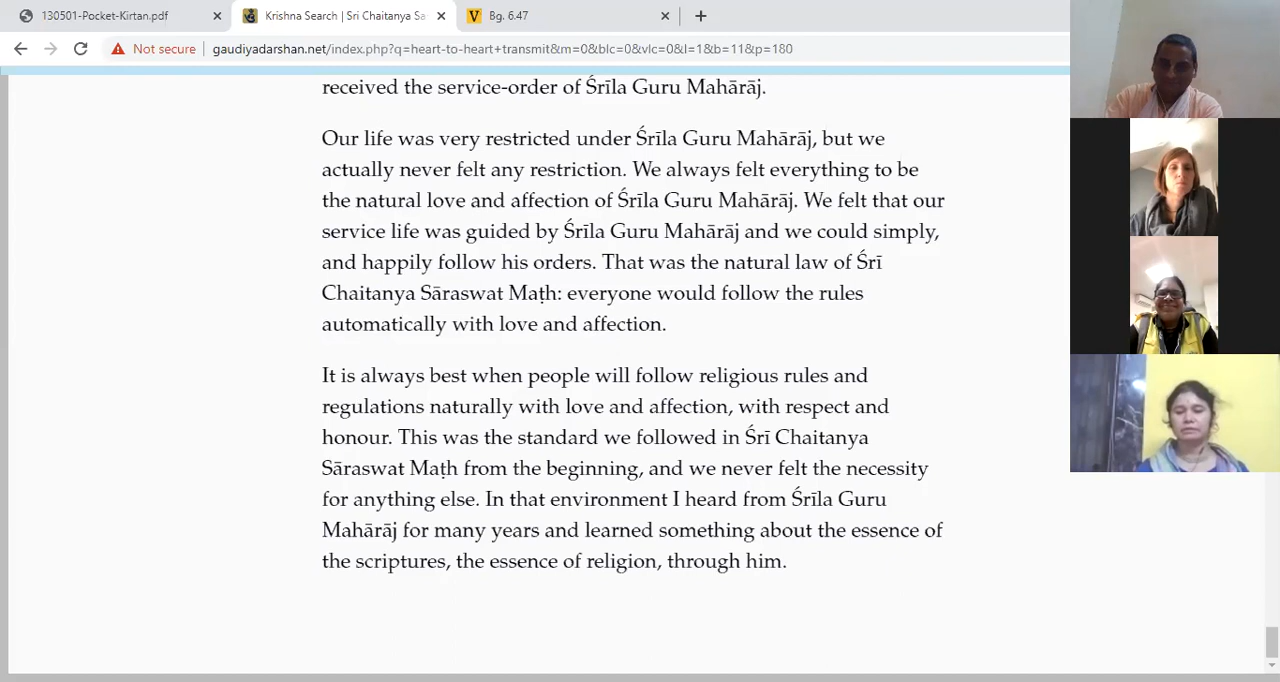 130501-Pocket-Kirtan.pdf
Krishna Search | Sri Chaitanya Sa
Bg. 6.47
Not secure
gaudiyadarshan.net/index.php?q=heart-to-heart+transmit&m=0&blc=0&vlc=0&l=1&b=11&p=180
received the service-order of Śrīla Guru Mahārāj.
Our life was very restricted under Śrīla Guru Mahārāj, but we
actually never felt any restriction. We always felt everything to be
the natural love and affection of Śrīla Guru Mahārāj. We felt that our
service life was guided by Śrīla Guru Mahārāj and we could simply,
and happily follow his orders. That was the natural law of Śrī
Chaitanya Sāraswat Maṭh: everyone would follow the rules
automatically with love and affection.
It is always best when people will follow religious rules and
regulations naturally with love and affection, with respect and
honour. This was the standard we followed in Śrī Chaitanya
Sāraswat Maṭh from the beginning, and we never felt the necessity
for anything else. In that environment I heard from Śrīla Guru
Mahārāj for many years and learned something about the essence of
the scriptures, the essence of religion, through him.